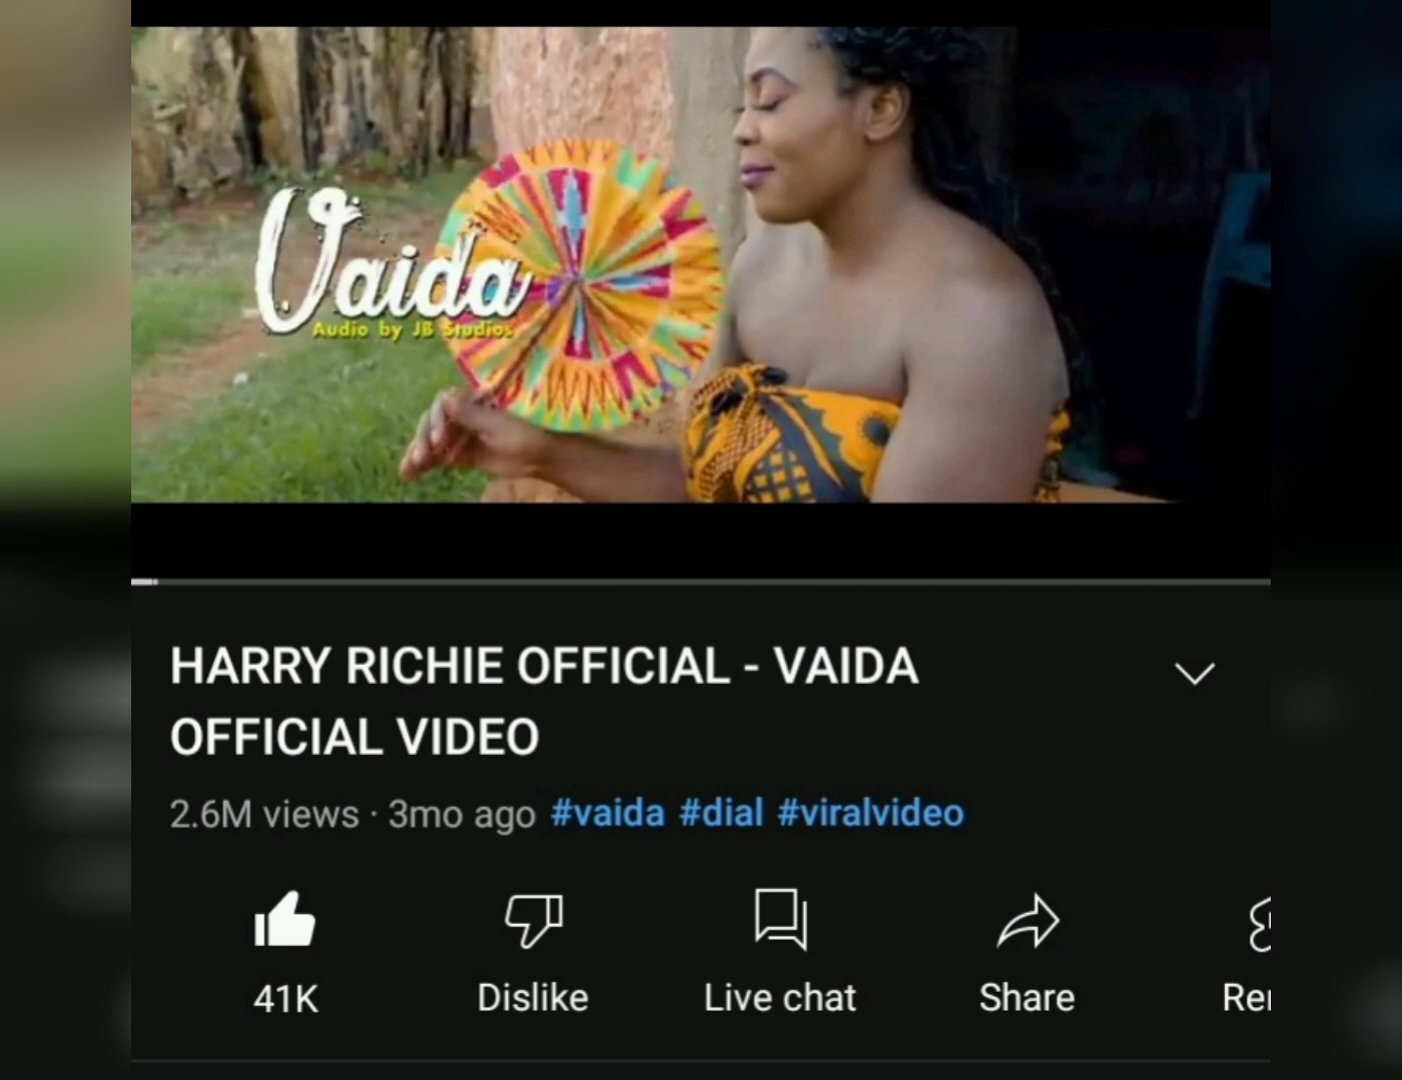 Vaida
Audio by JB Studios
HARRY RICHIE OFFICIAL - VAIDA
OFFICIAL VIDEO
2.6M views · 3mo ago #vaida #dial #viralvideo
41K Dislike Live chat Share